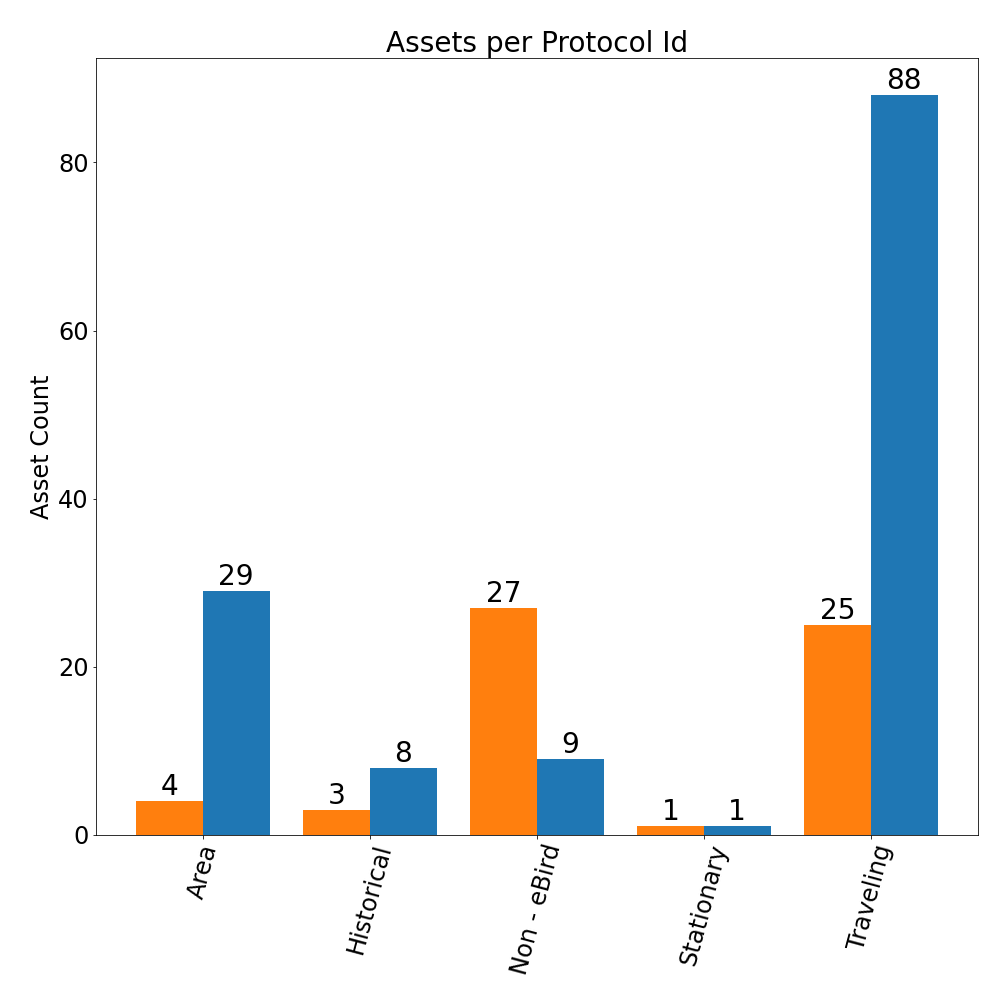 Assets per Protocol Id
Asset Count
80
60
40
20
0
4
29
3
8
27
9
1
1
25
88
Area
Historical
Non - eBird
Stationary
Traveling